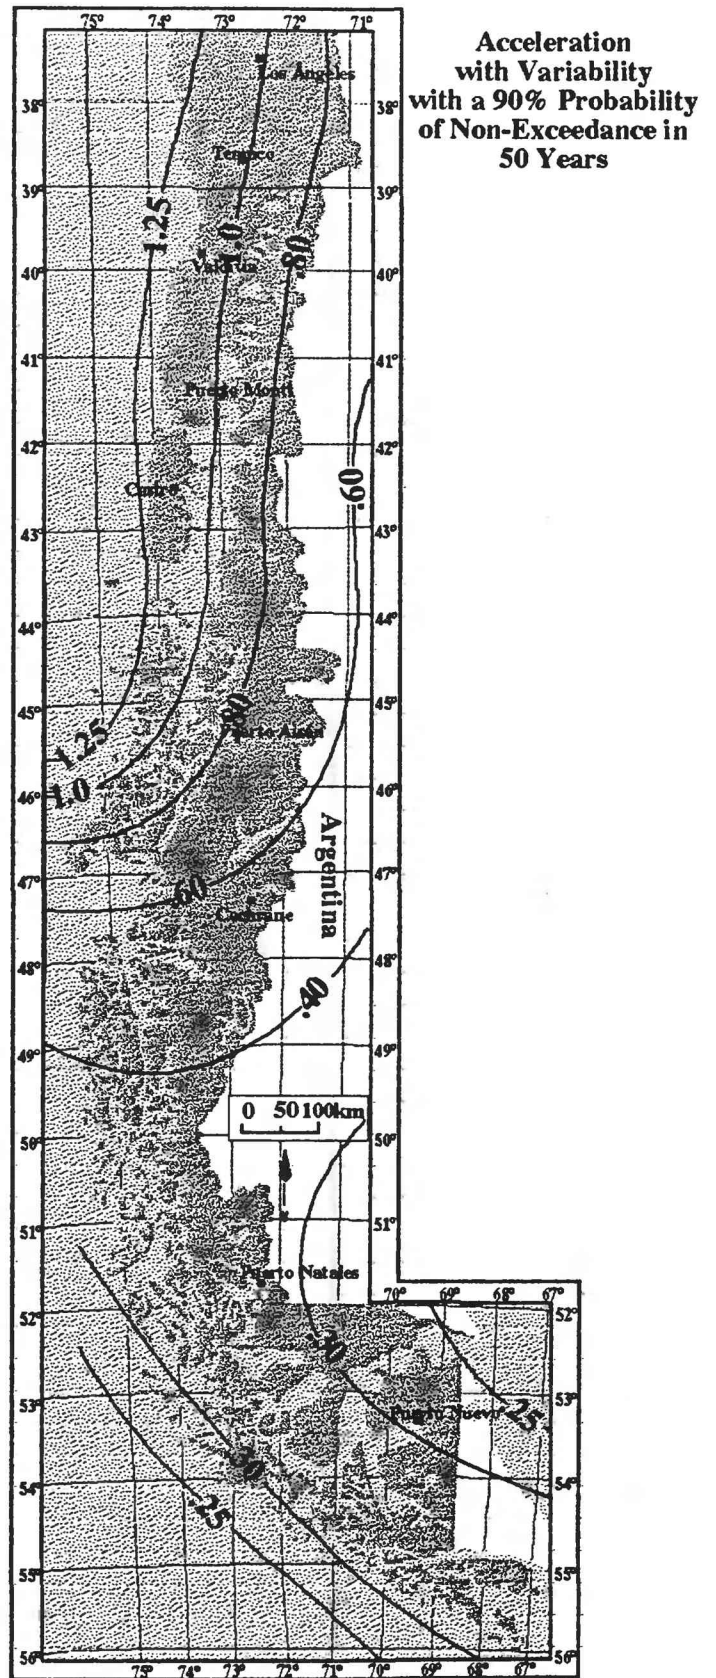 Acceleration
with Variability
with a 90% Probability
of Non-Exceedance in
50 Years
75° 74° 73° 72° 71°
Los Angeles
38° 38°
Temuco
39° 39°
1.25 1.0 .80
40° 40°
Valdivia
41° 41°
Puerto Montt
42° 42°
Castro .60
43° 43°
44° 44°
45° 45°
.80
Puerto Aisen
1.25
46° 46°
1.0
Argentina
47° 47°
.60
Cochrane
48° 48°
.40
49° 49°
0 50 100km
50° 50°
51° 51°
Puerto Natales
70° 69° 68° 67°
52° 52°
.30
53° 53°
Puerto Nuevo .25
.30
54° 54°
.25
55° 55°
56° 56°
75° 74° 73° 72° 71° 70° 69° 68° 67°